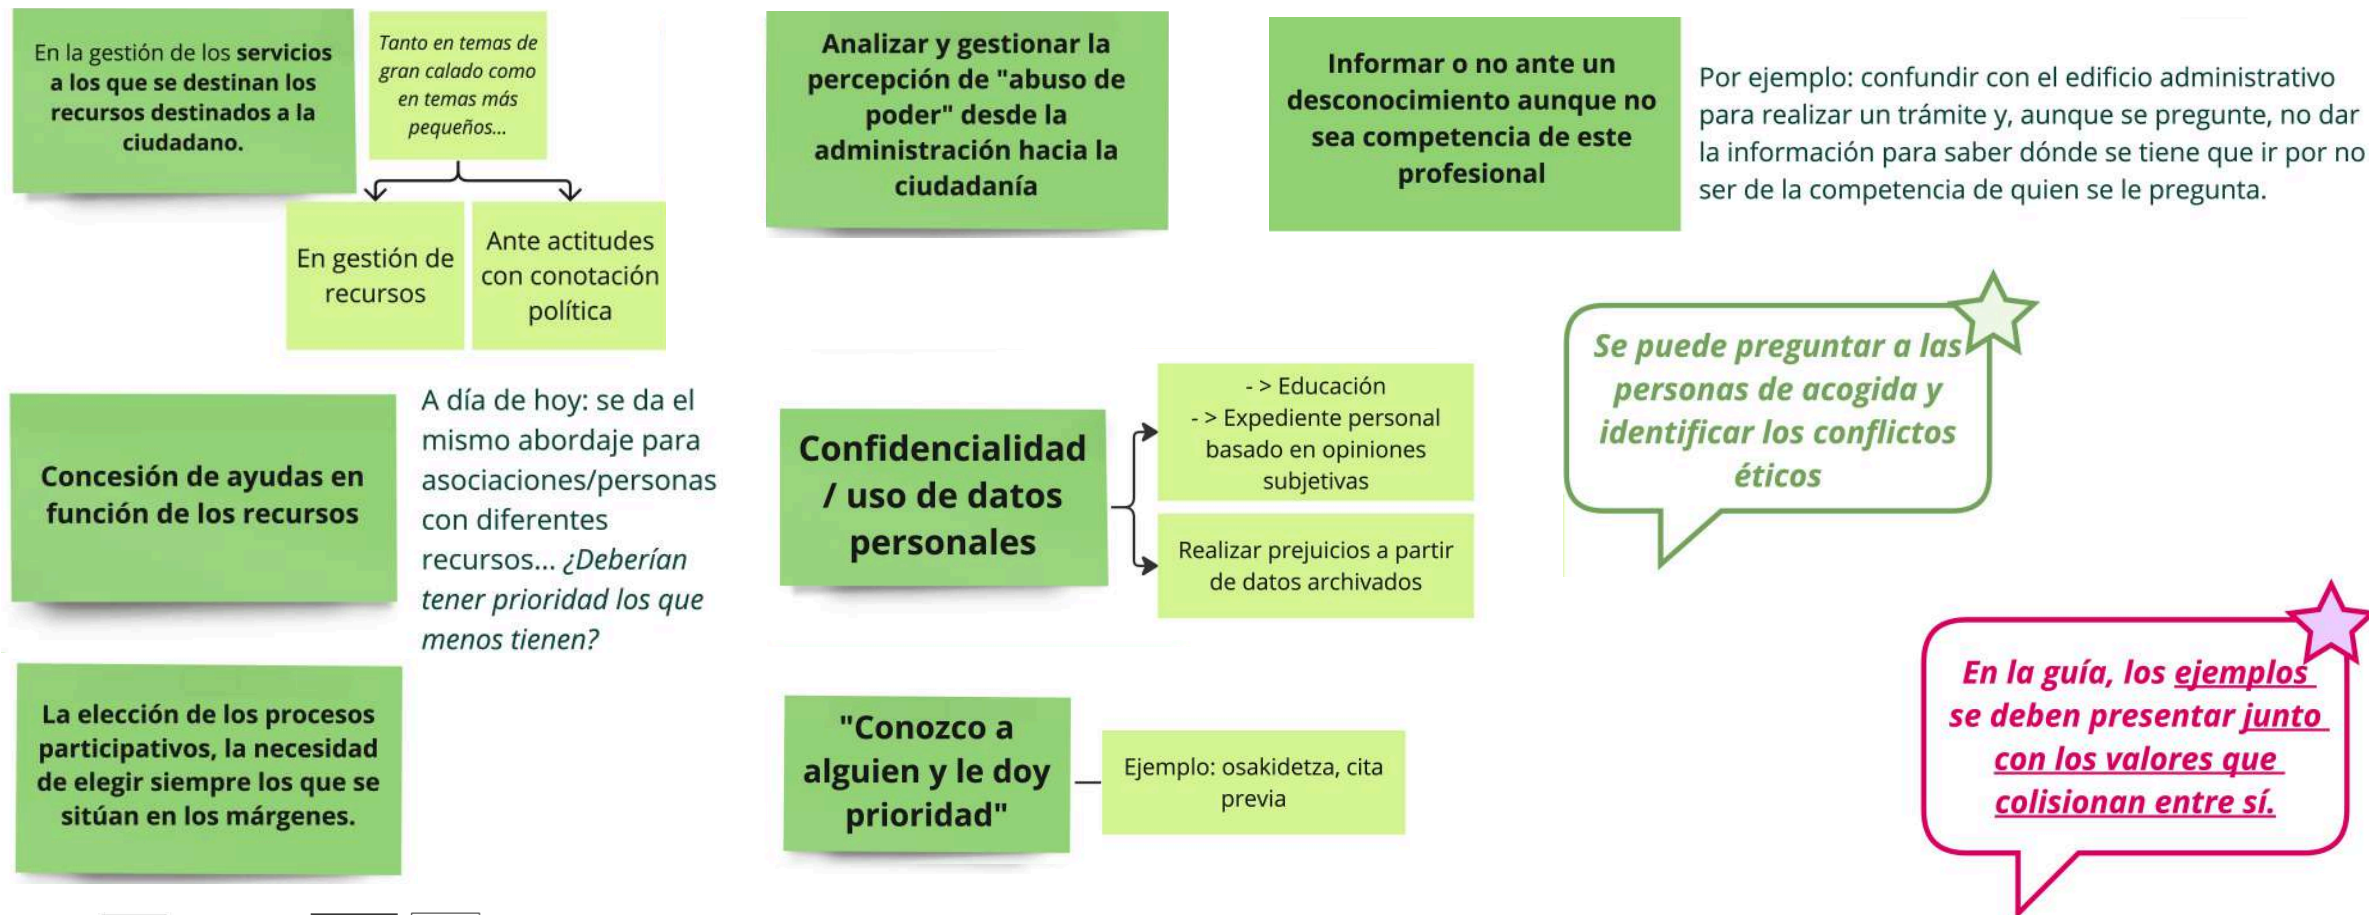 En la gestión de los servicios
a los que se destinan los
recursos destinados a la
ciudadano.
Tanto en temas de
gran calado como
en temas más
pequeños...
En gestión de
recursos
Ante actitudes
con conotación
política
Analizar y gestionar la
percepción de "abuso de
poder" desde la
administración hacia la
ciudadanía
Informar o no ante un
desconocimiento aunque no
sea competencia de este
profesional
Por ejemplo: confundir con el edificio administrativo
para realizar un trámite y, aunque se pregunte, no dar
la información para saber dónde se tiene que ir por no
ser de la competencia de quien se le pregunta.
Concesión de ayudas en
función de los recursos
A día de hoy: se da el
mismo abordaje para
asociaciones/personas
con diferentes
recursos... ¿Deberían
tener prioridad los que
menos tienen?
Confidencialidad
/ uso de datos
personales
- > Educación
- > Expediente personal
basado en opiniones
subjetivas
Realizar prejuicios a partir
de datos archivados
Se puede preguntar a las
personas de acogida y
identificar los conflictos
éticos
La elección de los procesos
participativos, la necesidad
de elegir siempre los que se
sitúan en los márgenes.
"Conozco a
alguien y le doy
prioridad"
Ejemplo: osakidetza, cita
previa
En la guía, los ejemplos
se deben presentar junto
con los valores que
colisionan entre sí.